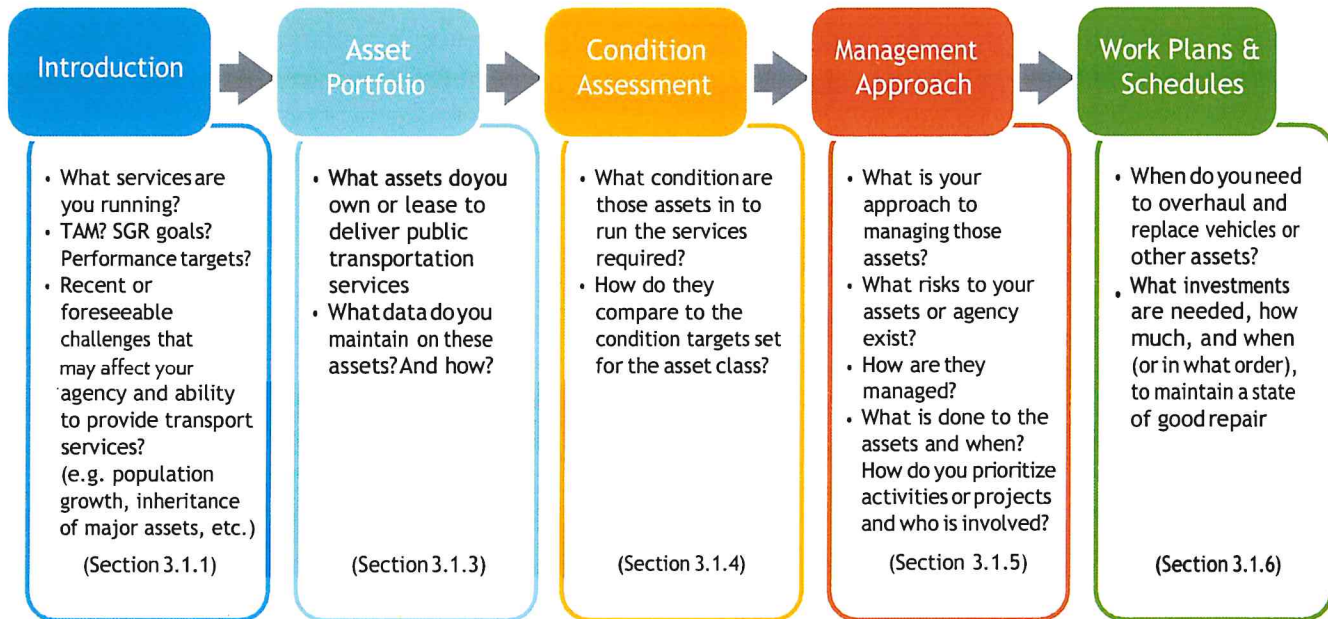 Introduction
• What services are
you running?
• TAM? SGR goals?
Performance targets?
• Recent or
foreseeable
challenges that
may affect your
agency and ability
to provide transport
services?
(e.g. population
growth, inheritance
of major assets, etc.)
(Section 3.1.1)
Asset
Portfolio
• What assets do you
own or lease to
deliver public
transportation
services
• What data do you
maintain on these
assets? And how?
(Section 3.1.3)
Condition
Assessment
• What condition are
those assets in to
run the services
required?
• How do they
compare to the
condition targets set
for the asset class?
(Section 3.1.4)
Management
Approach
• What is your
approach to
managing those
assets?
• What risks to your
assets or agency
exist?
• How are they
managed?
• What is done to the
assets and when?
How do you prioritize
activities or projects
and who is involved?
(Section 3.1.5)
Work Plans &
Schedules
• When do you need
to overhaul and
replace vehicles or
other assets?
• What investments
are needed, how
much, and when
(or in what order),
to maintain a state
of good repair
(Section 3.1.6)